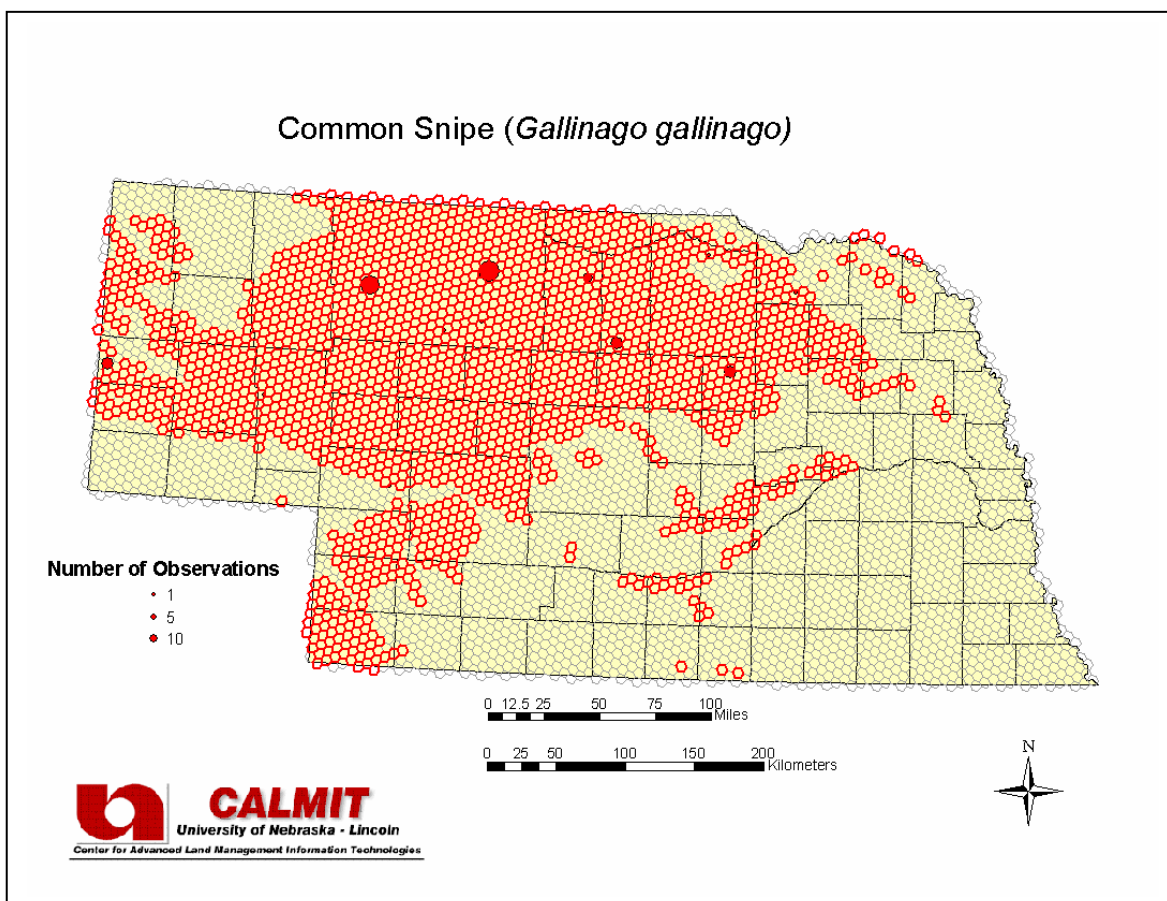 Common Snipe (Gallinago gallinago)
Number of Observations
1
5
10
0 12.5 25 50 75 100
Miles
0 25 50 100 150 200
Kilometers
N
CALMIT
University of Nebraska - Lincoln
Center for Advanced Land Management Information Technologies